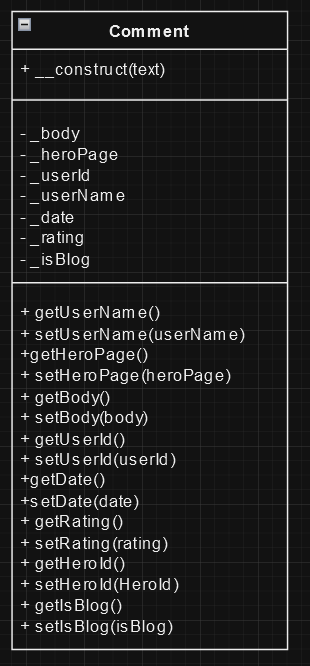 Comment
+ __construct(text)
- _body
- _heroPage
- _userId
- _userName
- _date
- _rating
- _isBlog
+ getUserName()
+ setUserName(userName)
+getHeroPage()
+ setHeroPage(heroPage)
+ getBody()
+ setBody(body)
+ getUserId()
+ setUserId(userId)
+getDate()
+setDate(date)
+ getRating()
+ setRating(rating)
+ getHeroId()
+ setHeroId(HeroId)
+ getIsBlog()
+ setIsBlog(isBlog)